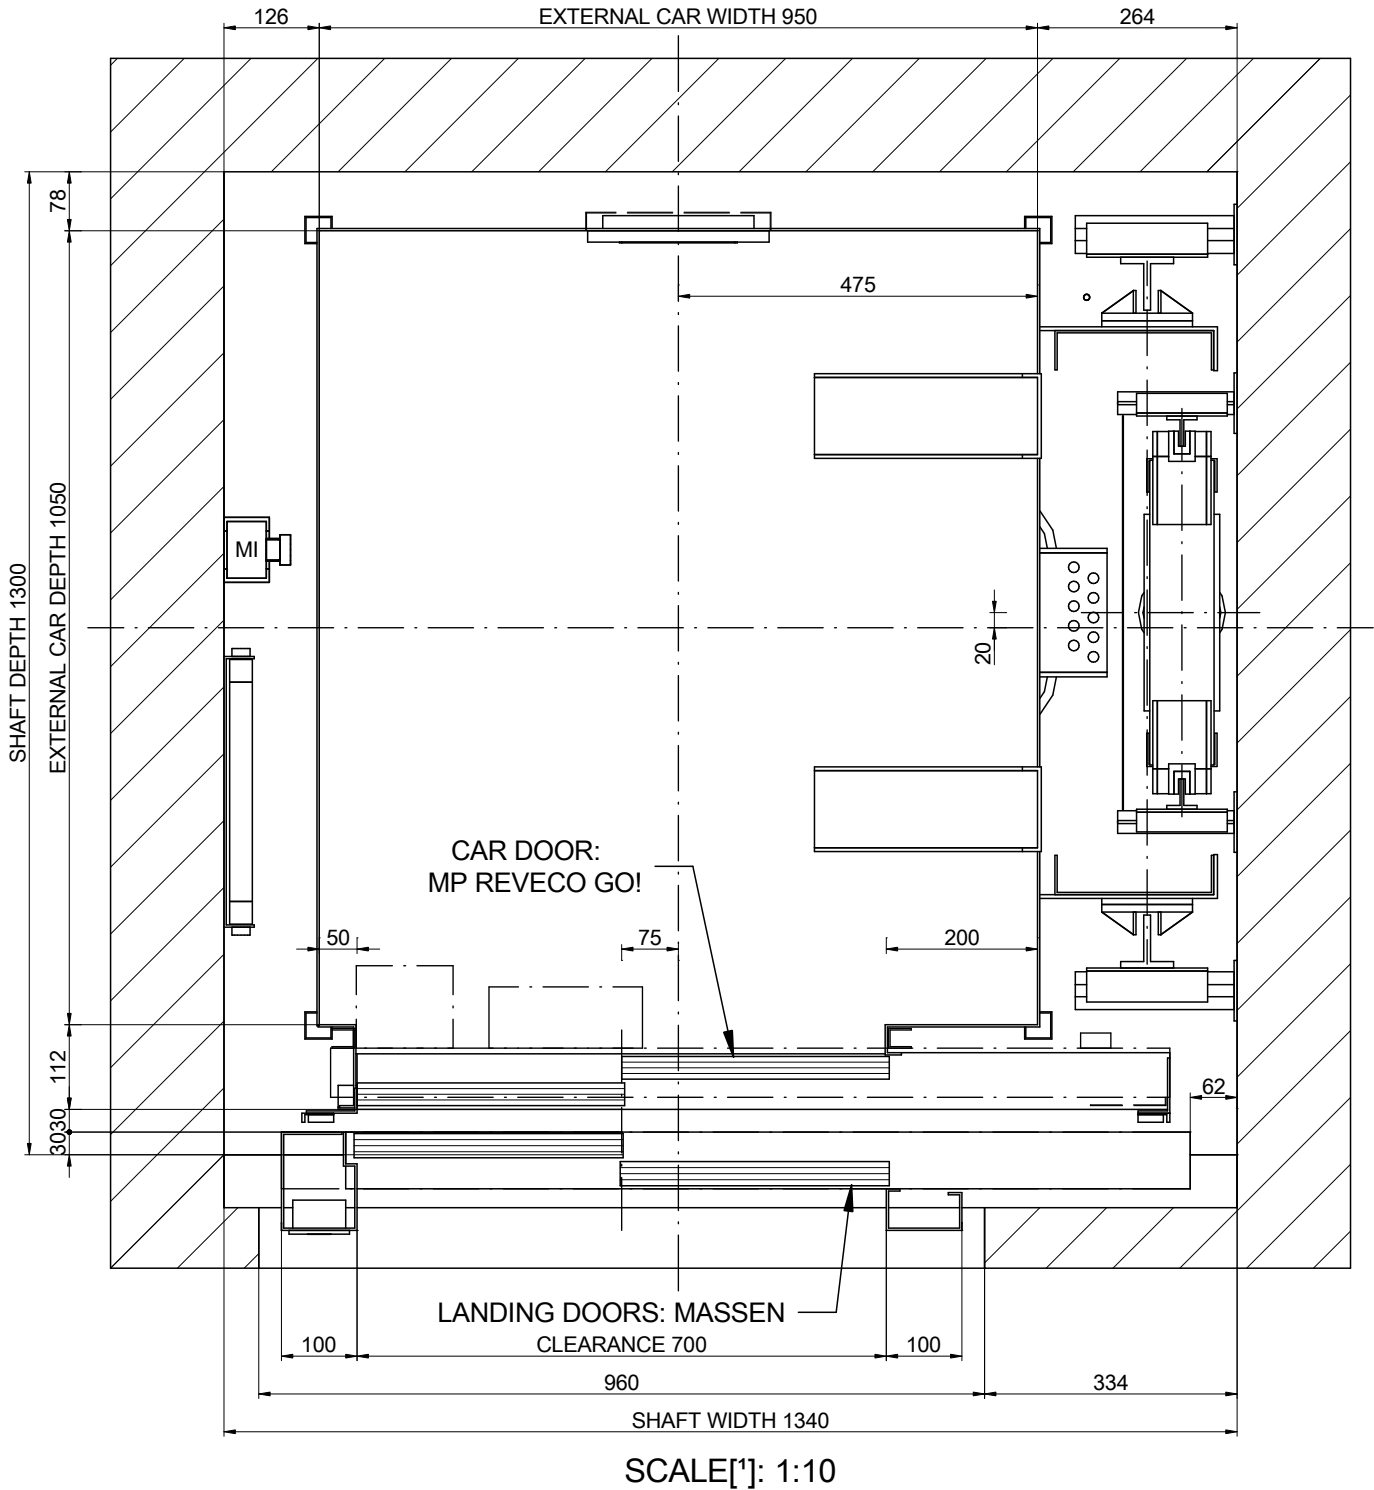 126
EXTERNAL CAR WIDTH 950
264
78
475
SHAFT DEPTH 1300
EXTERNAL CAR DEPTH 1050
MI
20
CAR DOOR:
MP REVECO GO!
50
75
200
112
62
30
30
LANDING DOORS: MASSEN
100
CLEARANCE 700
100
960
334
SHAFT WIDTH 1340
SCALE[¹]: 1:10